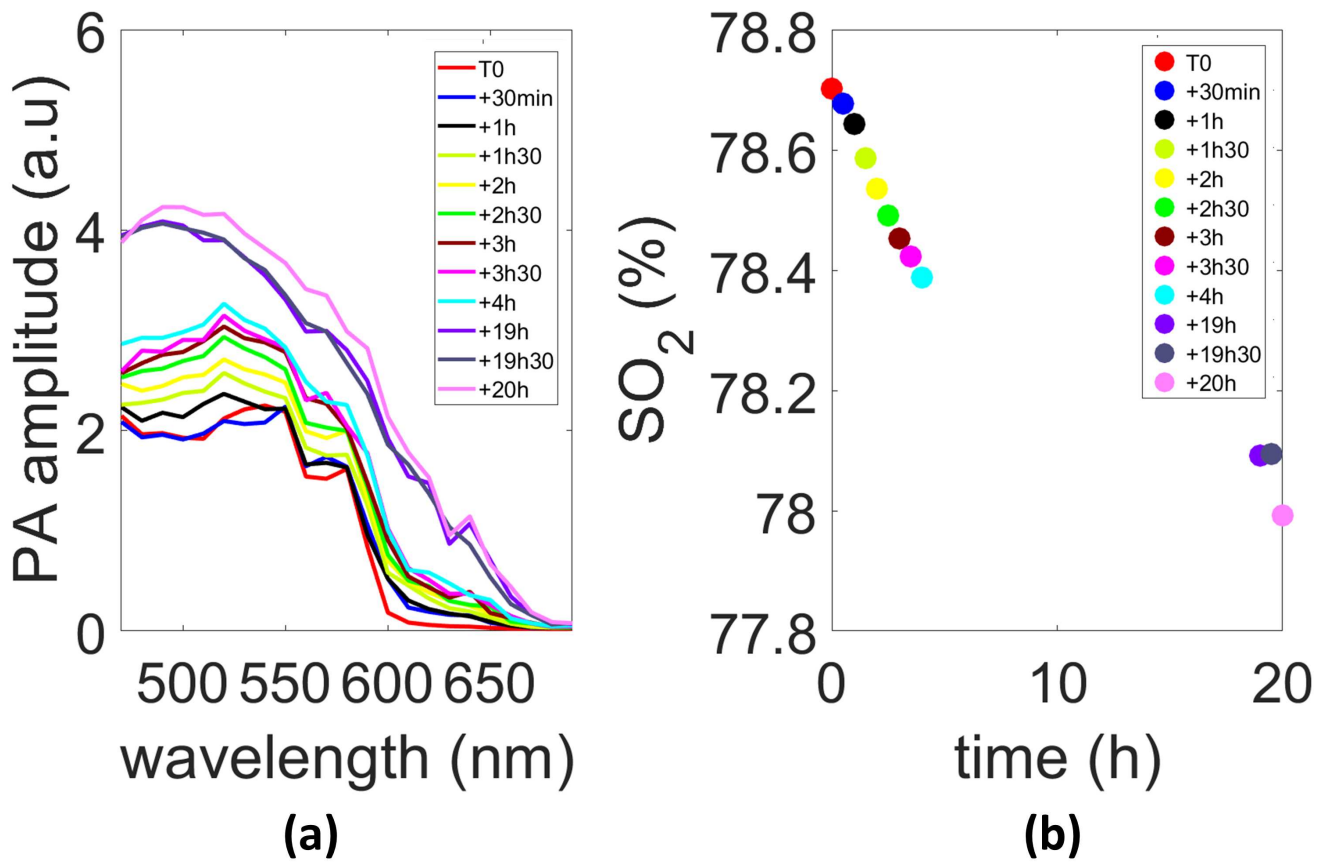 6
4
2
0
PA amplitude (a.u)
500 550 600 650
wavelength (nm)
T0
+30min
+1h
+1h30
+2h
+2h30
+3h
+3h30
+4h
+19h
+19h30
+20h
(a)
78.8
78.6
78.4
78.2
78
77.8
SO2 (%)
0 10 20
time (h)
T0
+30min
+1h
+1h30
+2h
+2h30
+3h
+3h30
+4h
+19h
+19h30
+20h
(b)